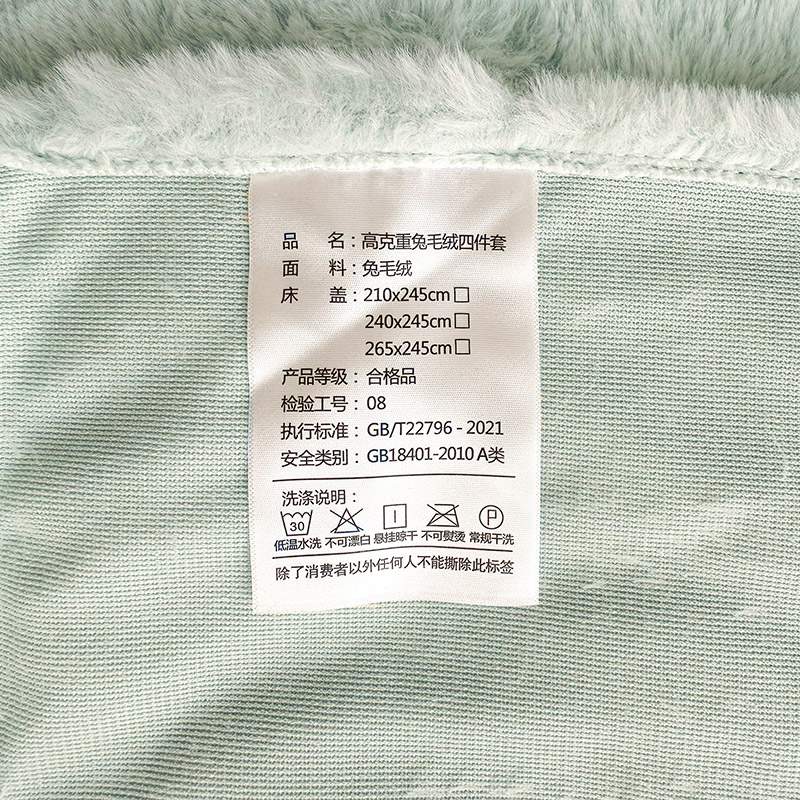 品 名：高克重兔毛绒四件套
面 料：兔毛绒
床 盖：210x245cm□
240x245cm□
265x245cm□
产品等级：合格品
检验工号：08
执行标准：GB/T22796 - 2021
安全类别：GB18401-2010 A类
洗涤说明：
30 P
低温水洗 不可漂白 悬挂晾干 不可熨烫 常规干洗
除了消费者以外任何人不能撕除此标签